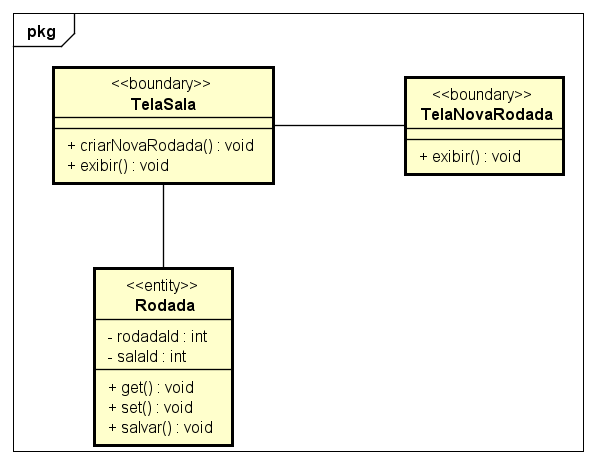 pkg
<<boundary>>
TelaSala
+ criarNovaRodada() : void
+ exibir() : void
<<boundary>>
TelaNovaRodada
+ exibir() : void
<<entity>>
Rodada
- rodadaId : int
- salaId : int
+ get() : void
+ set() : void
+ salvar() : void